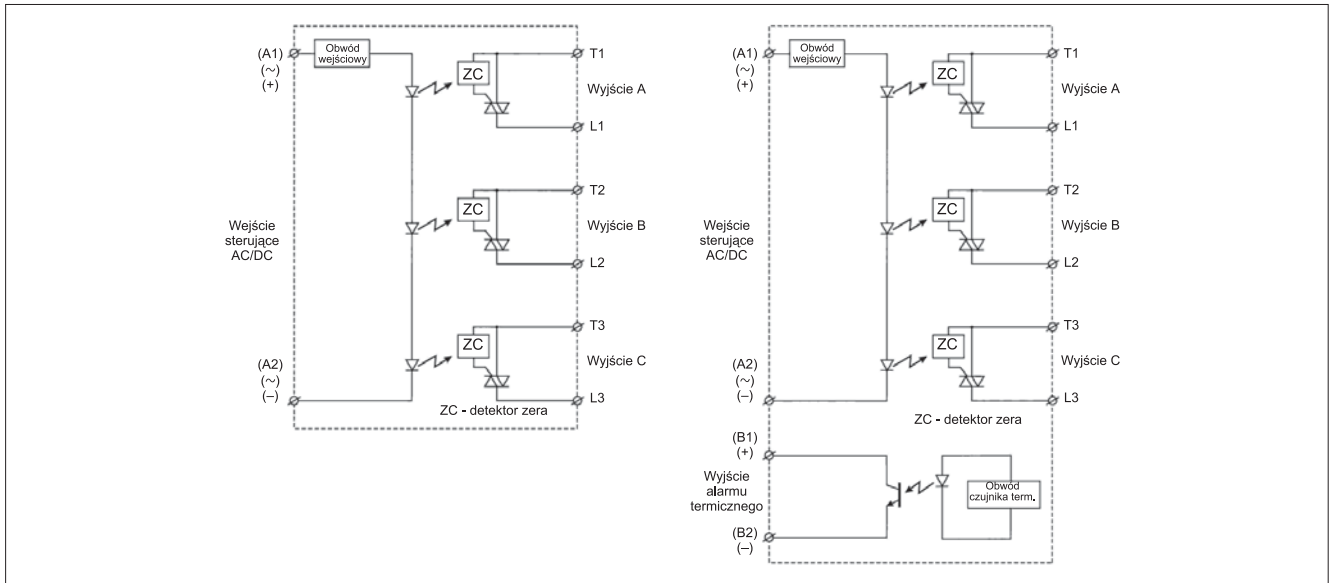 (A1)
(~)
(+)
Obwód
wejściowy
ZC
T1
Wyjście A
L1
Wejście
sterujące
AC/DC
ZC
T2
Wyjście B
L2
(A2)
(~)
(–)
ZC
T3
Wyjście C
L3
ZC - detektor zera
(A1)
(~)
(+)
Obwód
wejściowy
ZC
T1
Wyjście A
L1
Wejście
sterujące
AC/DC
ZC
T2
Wyjście B
L2
(A2)
(~)
(–)
ZC
T3
Wyjście C
L3
ZC - detektor zera
(B1)
(+)
Wyjście
alarmu
termicznego
(B2)
(–)
Obwód
czujnika term.